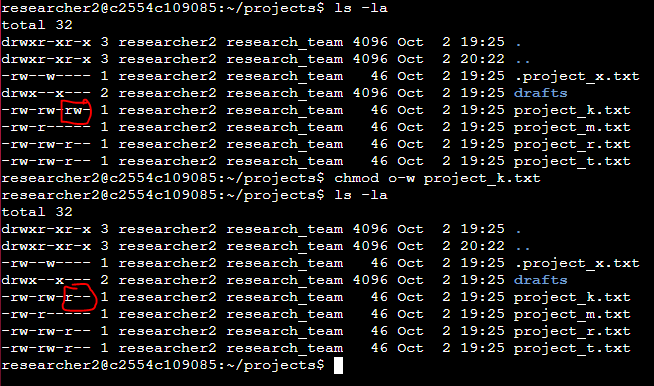 researcher2@c2554c109085:~/projects$ ls -la
total 32
drwxr-xr-x 3 researcher2 research_team 4096 Oct  2 19:25 .
drwxr-xr-x 3 researcher2 research_team 4096 Oct  2 20:22 ..
-rw--w---- 1 researcher2 research_team   46 Oct  2 19:25 .project_x.txt
drwx--x--- 2 researcher2 research_team 4096 Oct  2 19:25 drafts
-rw-rw-rw- 1 researcher2 research_team   46 Oct  2 19:25 project_k.txt
-rw-r----- 1 researcher2 research_team   46 Oct  2 19:25 project_m.txt
-rw-rw-r-- 1 researcher2 research_team   46 Oct  2 19:25 project_r.txt
-rw-rw-r-- 1 researcher2 research_team   46 Oct  2 19:25 project_t.txt
researcher2@c2554c109085:~/projects$ chmod o-w project_k.txt
researcher2@c2554c109085:~/projects$ ls -la
total 32
drwxr-xr-x 3 researcher2 research_team 4096 Oct  2 19:25 .
drwxr-xr-x 3 researcher2 research_team 4096 Oct  2 20:22 ..
-rw--w---- 1 researcher2 research_team   46 Oct  2 19:25 .project_x.txt
drwx--x--- 2 researcher2 research_team 4096 Oct  2 19:25 drafts
-rw-rw-r-- 1 researcher2 research_team   46 Oct  2 19:25 project_k.txt
-rw-r----- 1 researcher2 research_team   46 Oct  2 19:25 project_m.txt
-rw-rw-r-- 1 researcher2 research_team   46 Oct  2 19:25 project_r.txt
-rw-rw-r-- 1 researcher2 research_team   46 Oct  2 19:25 project_t.txt
researcher2@c2554c109085:~/projects$